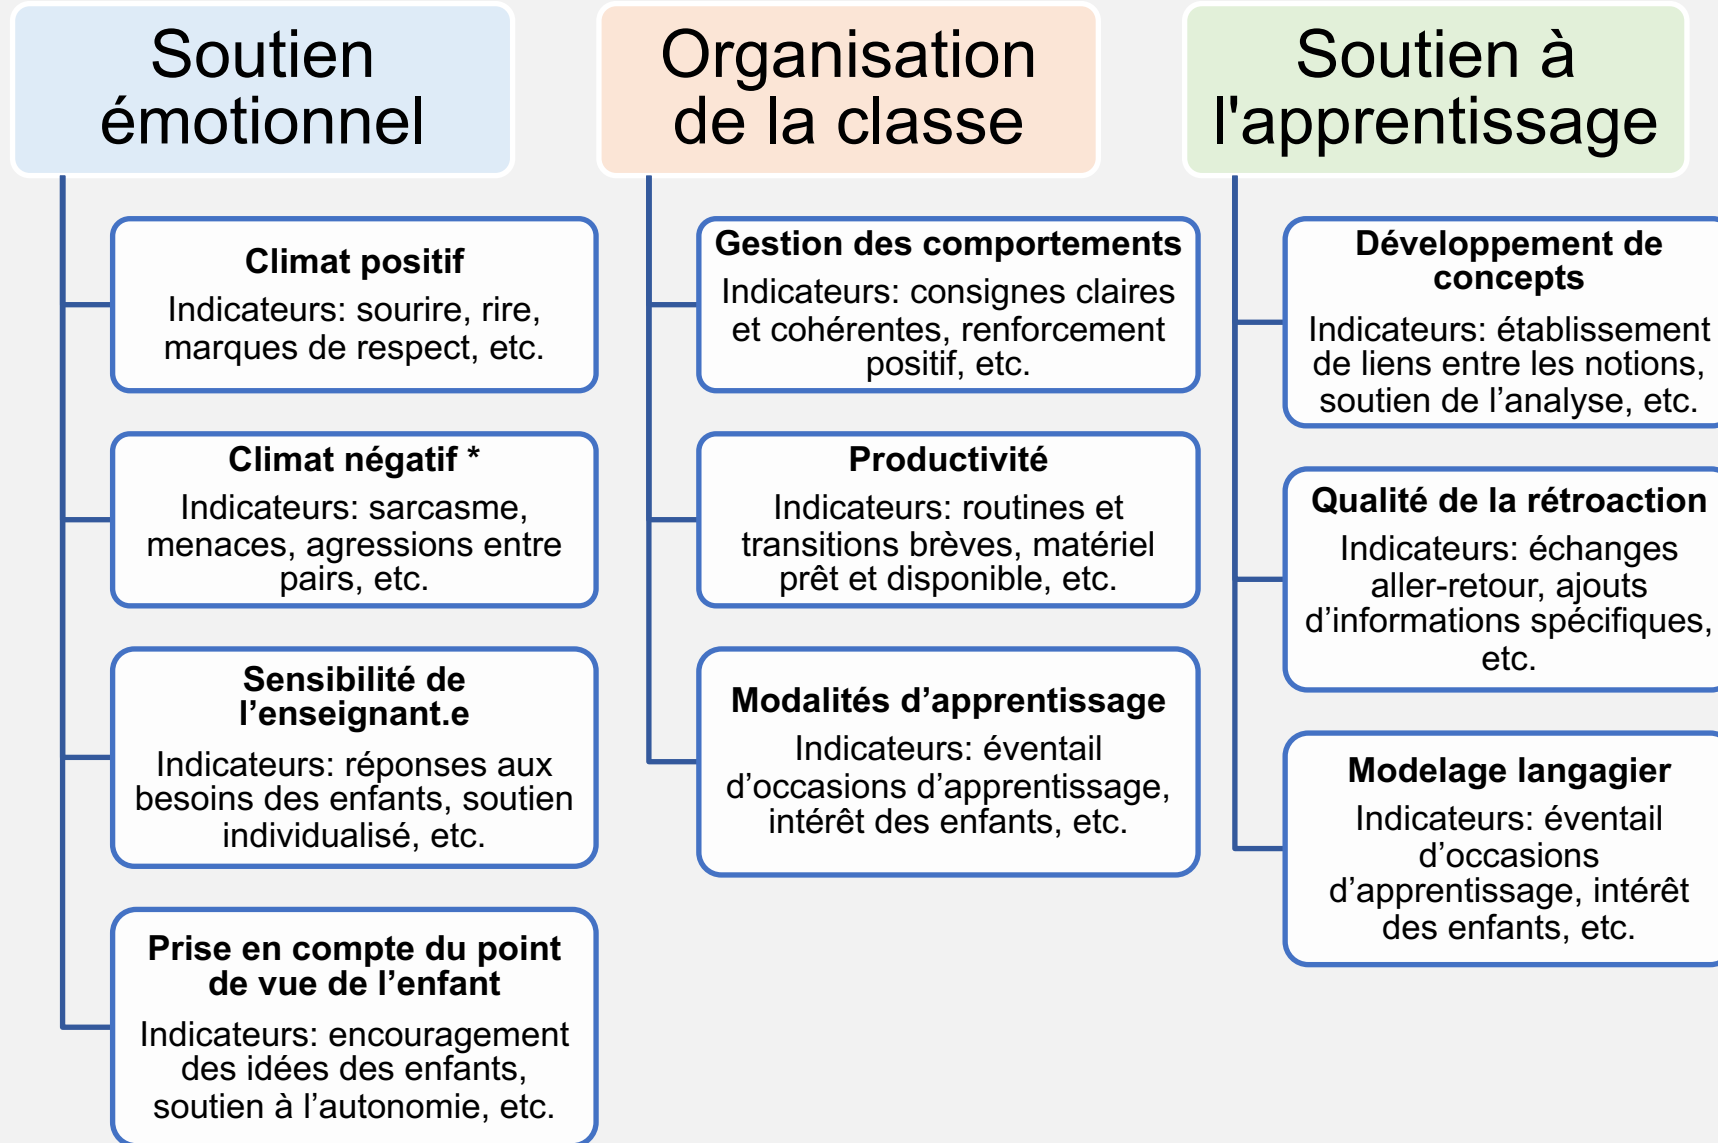 Soutien
émotionnel
Climat positif
Indicateurs: sourire, rire,
marques de respect, etc.
Climat négatif *
Indicateurs: sarcasme,
menaces, agressions entre
pairs, etc.
Sensibilité de
l’enseignant.e
Indicateurs: réponses aux
besoins des enfants, soutien
individualisé, etc.
Prise en compte du point
de vue de l’enfant
Indicateurs: encouragement
des idées des enfants,
soutien à l’autonomie, etc.
Organisation
de la classe
Gestion des comportements
Indicateurs: consignes claires
et cohérentes, renforcement
positif, etc.
Productivité
Indicateurs: routines et
transitions brèves, matériel
prêt et disponible, etc.
Modalités d’apprentissage
Indicateurs: éventail
d’occasions d’apprentissage,
intérêt des enfants, etc.
Soutien à
l'apprentissage
Développement de
concepts
Indicateurs: établissement
de liens entre les notions,
soutien de l’analyse, etc.
Qualité de la rétroaction
Indicateurs: échanges
aller-retour, ajouts
d’informations spécifiques,
etc.
Modelage langagier
Indicateurs: éventail
d’occasions
d’apprentissage, intérêt
des enfants, etc.